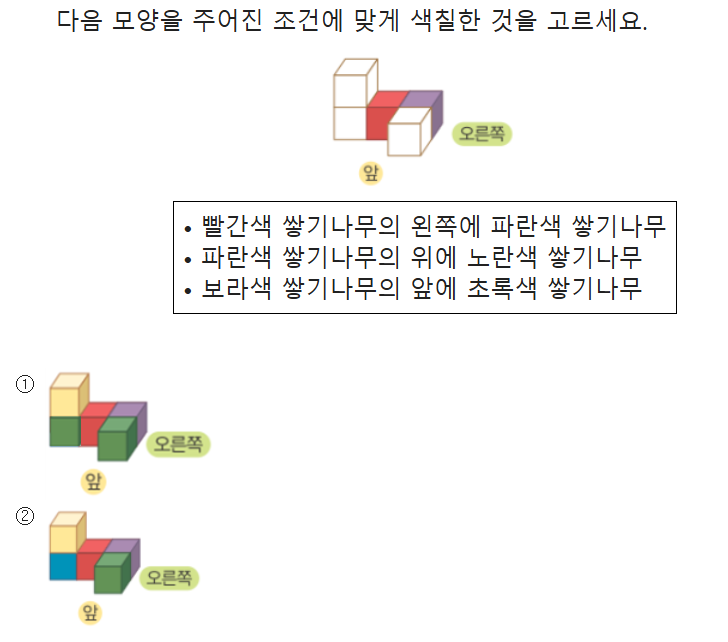 다음 모양을 주어진 조건에 맞게 색칠한 것을 고르세요.
오른쪽
앞
• 빨간색 쌓기나무의 왼쪽에 파란색 쌓기나무
• 파란색 쌓기나무의 위에 노란색 쌓기나무
• 보라색 쌓기나무의 앞에 초록색 쌓기나무
①
오른쪽
앞
②
오른쪽
앞